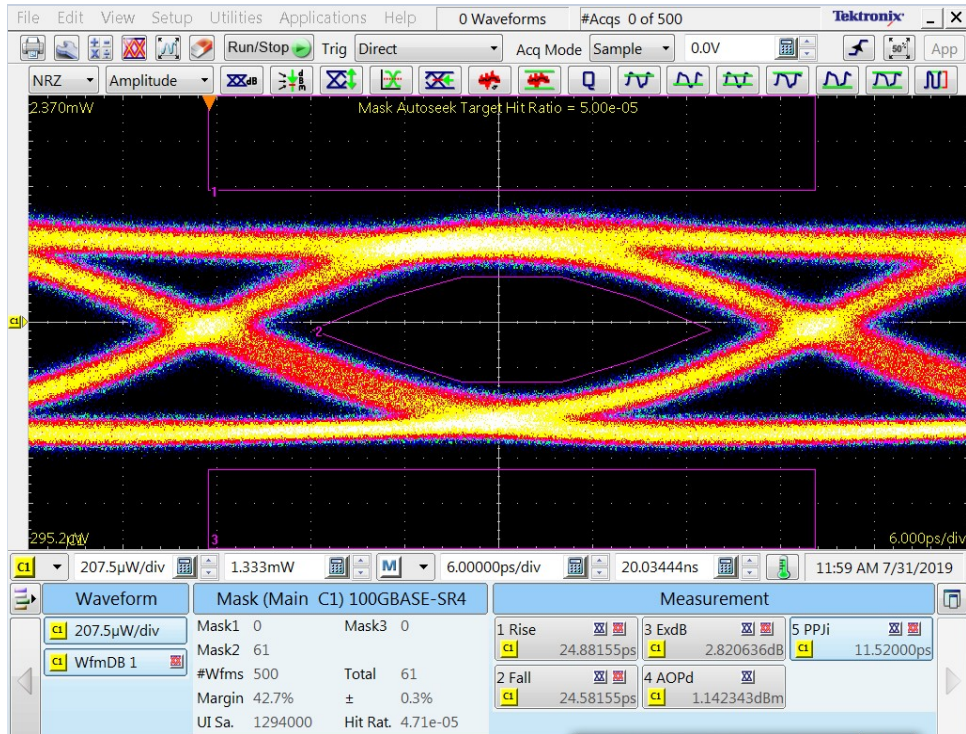 File Edit View Setup Utilities Applications Help 0 Waveforms #Acqs 0 of 500 Tektronix
Run/Stop Trig Direct Acq Mode Sample 0.0V 50% App
NRZ Amplitude dB Q
2.370mW Mask Autoseek Target Hit Ratio = 5.00e-05
1
C1 2
295.2 6.000ps/div
3
C1 207.5µW/div 1.333mW M 6.00000ps/div 20.03444ns 11:59 AM 7/31/2019
Waveform Mask (Main C1) 100GBASE-SR4 Measurement
C1 207.5µW/div Mask1 0 Mask3 0 1 Rise 3 ExdB 5 PPJi
Mask2 61 C1 24.88155ps C1 2.820636dB C1 11.52000ps
C1 WfmDB 1 #Wfms 500 Total 61 2 Fall 4 AOPd
Margin 42.7% ± 0.3% C1 24.58155ps C1 1.142343dBm
UI Sa. 1294000 Hit Rat. 4.71e-05